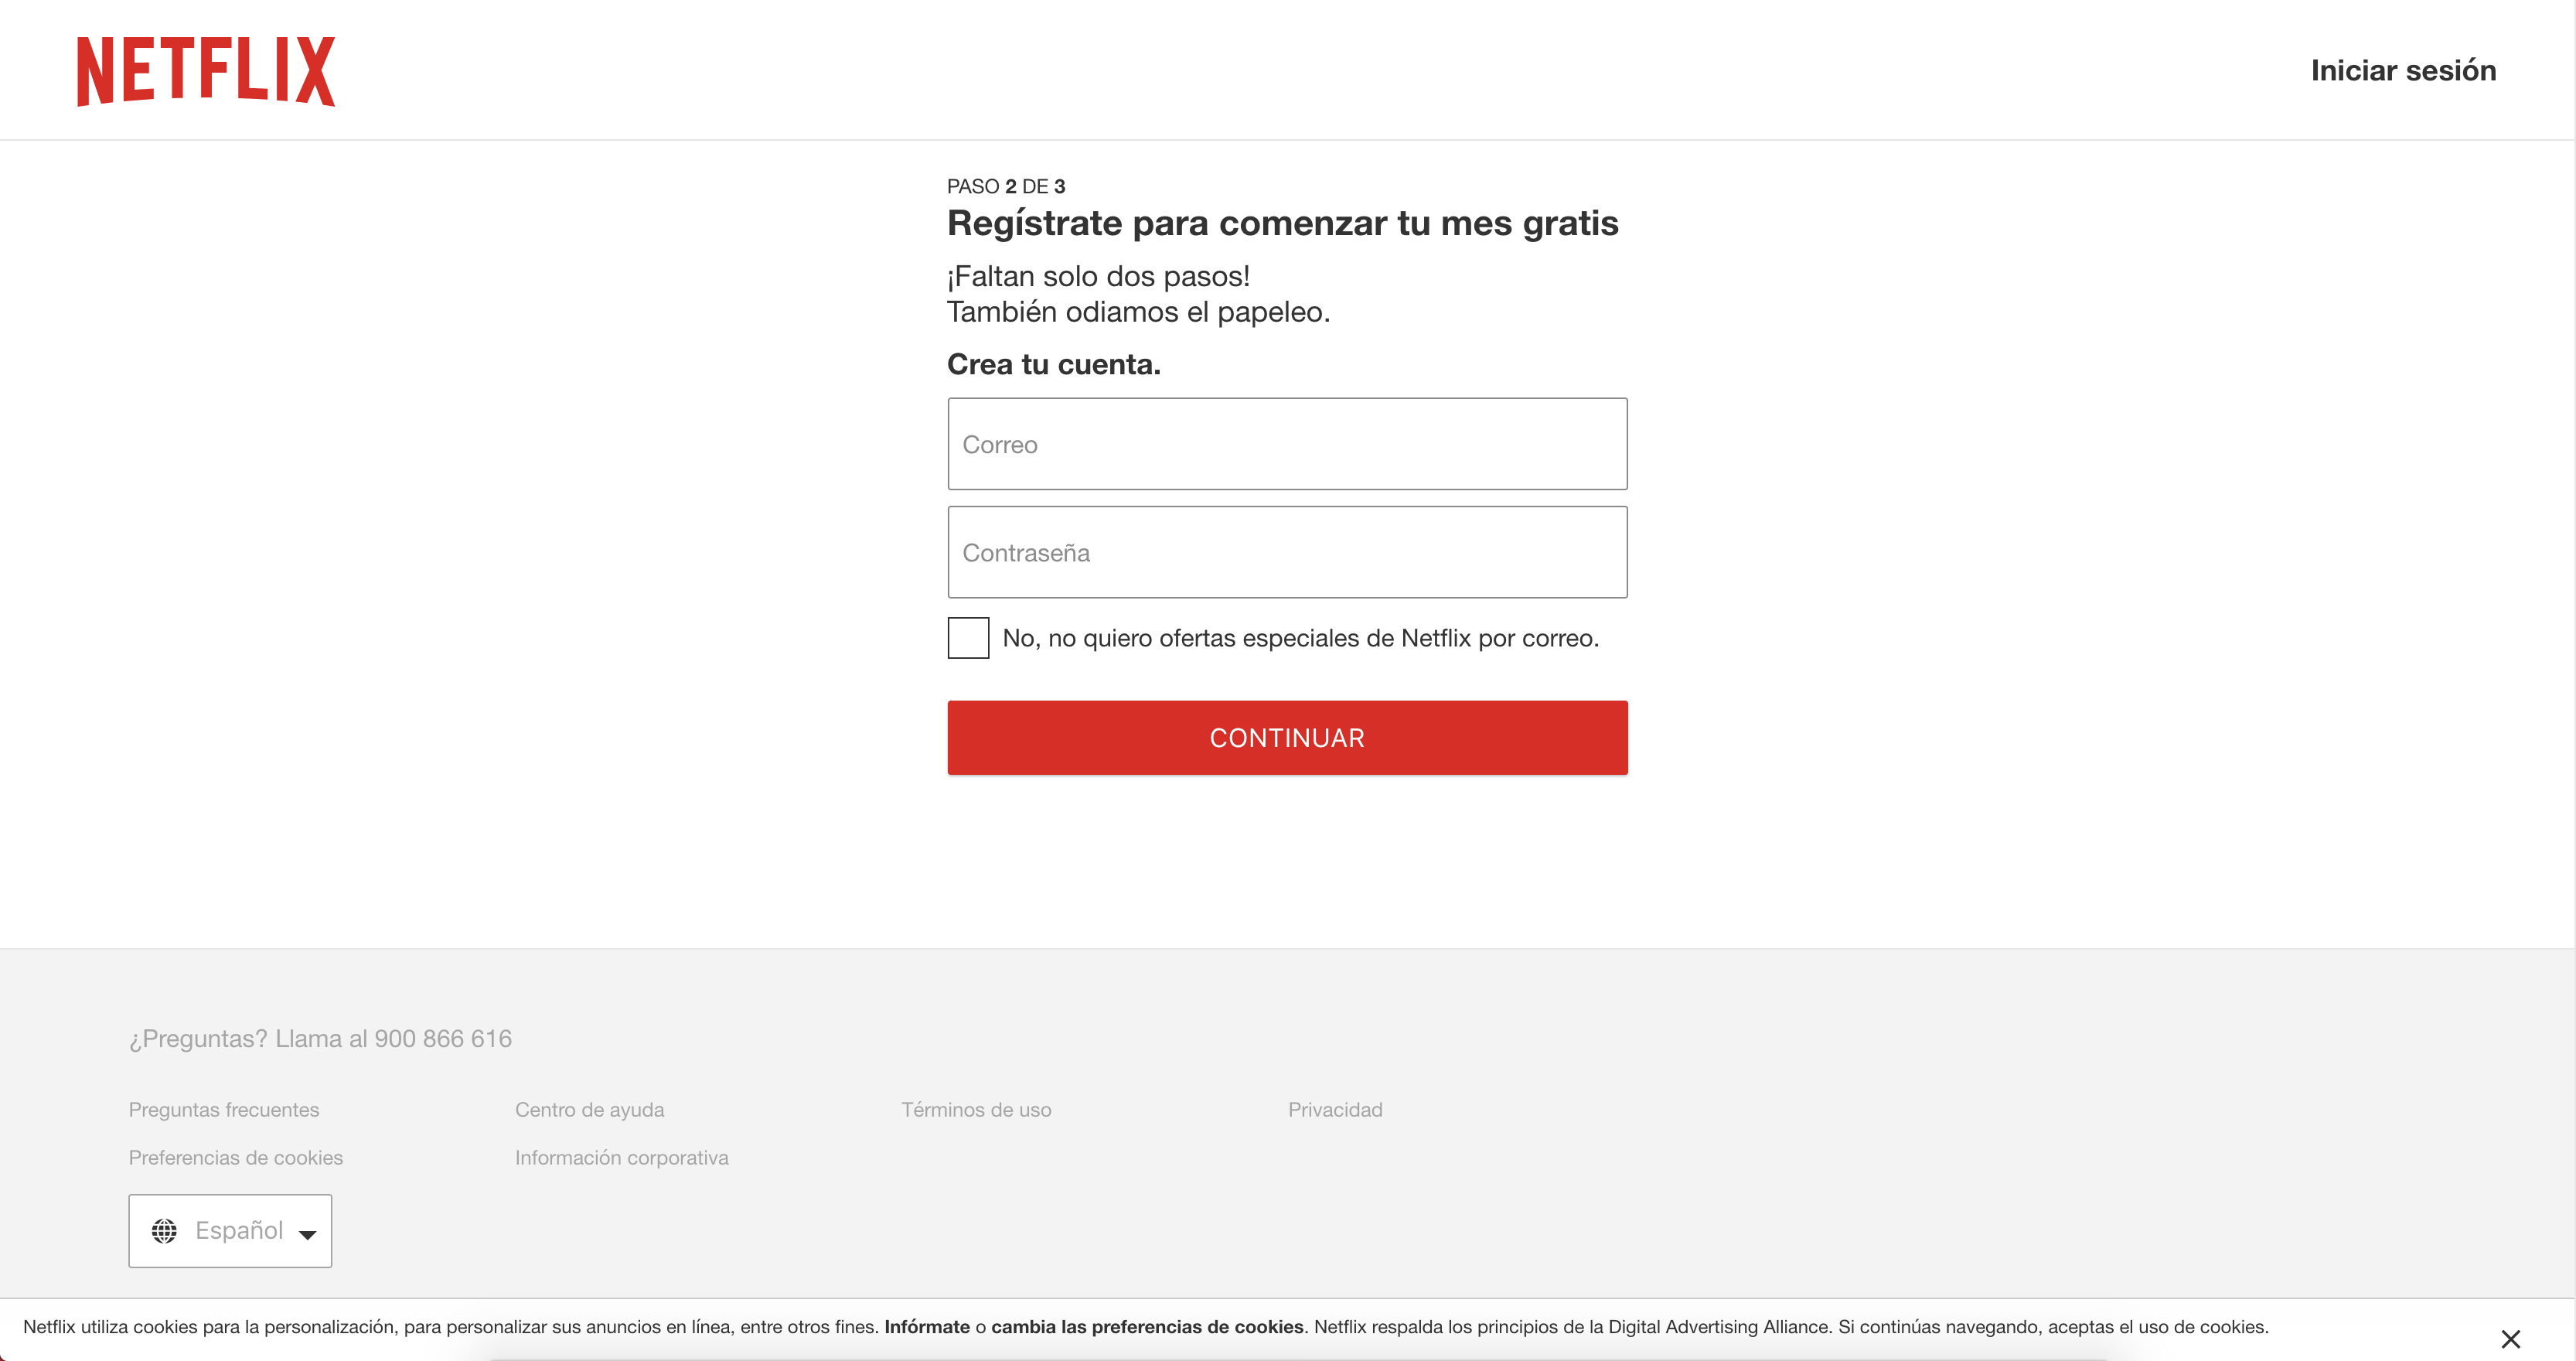 NETFLIX
Iniciar sesión
PASO 2 DE 3
Regístrate para comenzar tu mes gratis
¡Faltan solo dos pasos!
También odiamos el papeleo.
Crea tu cuenta.
Correo
Contraseña
No, no quiero ofertas especiales de Netflix por correo.
CONTINUAR
¿Preguntas? Llama al 900 866 616
Preguntas frecuentes
Centro de ayuda
Términos de uso
Privacidad
Preferencias de cookies
Información corporativa
Español
Netflix utiliza cookies para la personalización, para personalizar sus anuncios en línea, entre otros fines. Infórmate o cambia las preferencias de cookies. Netflix respalda los principios de la Digital Advertising Alliance. Si continúas navegando, aceptas el uso de cookies.